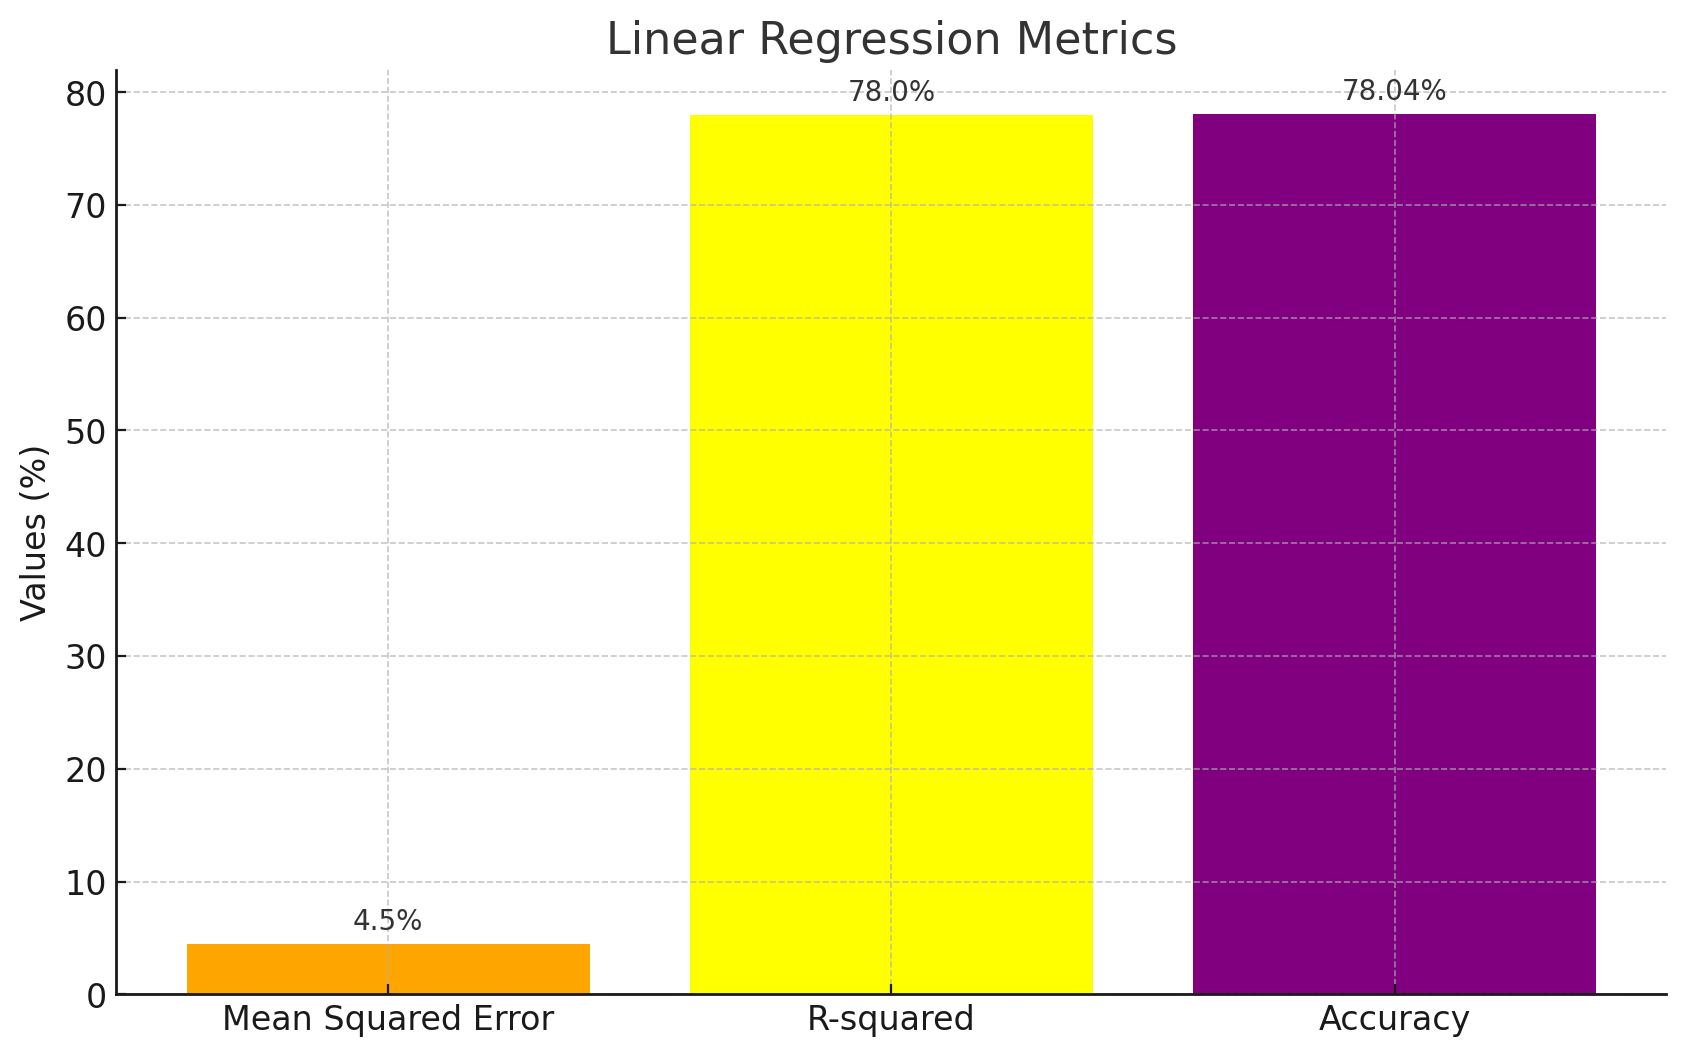 Linear Regression Metrics
Values (%)
80
70
60
50
40
30
20
10
0
4.5%
78.0%
78.04%
Mean Squared Error
R-squared
Accuracy